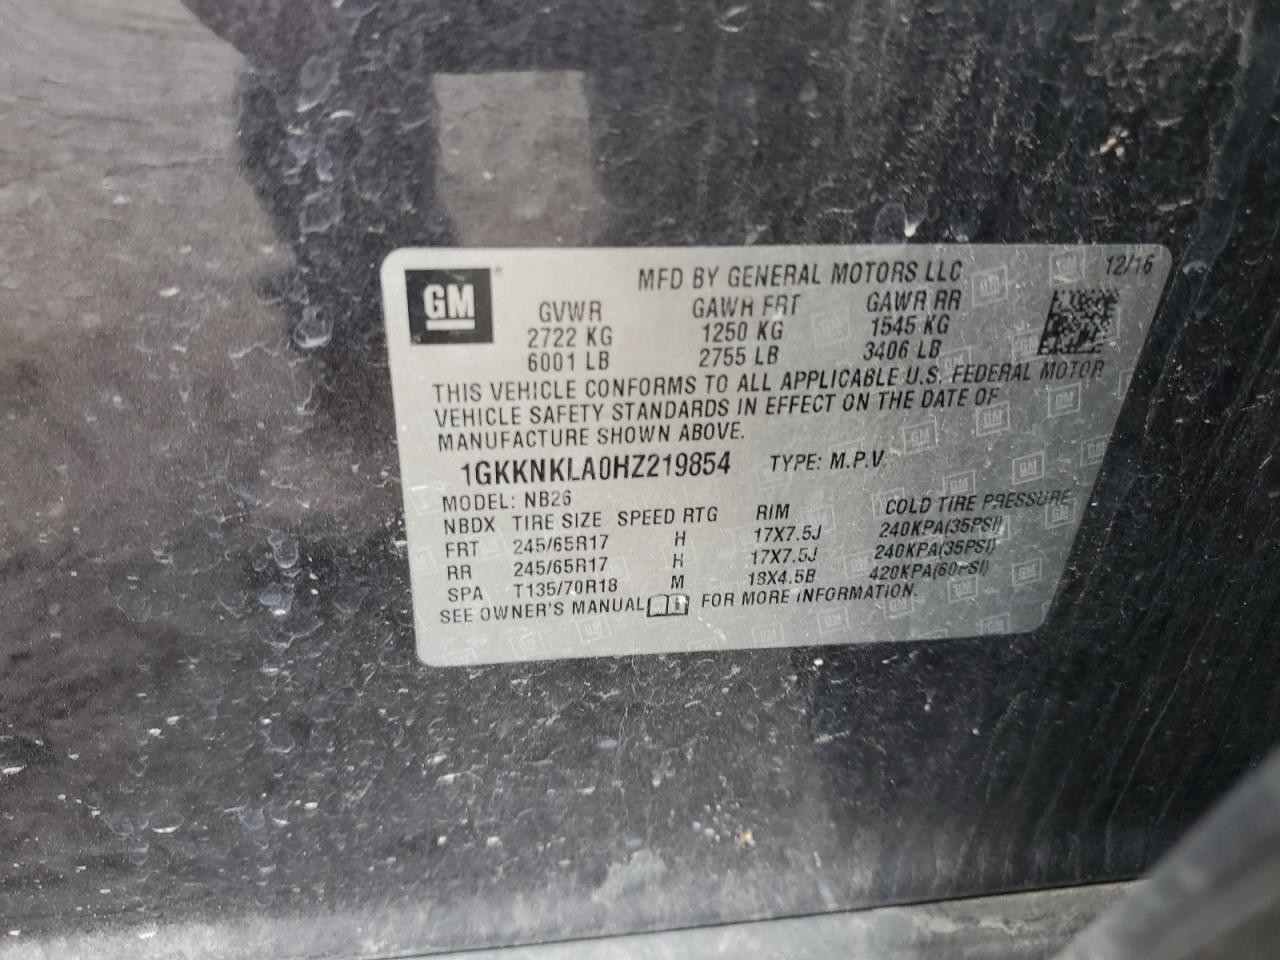 GM
MFD BY GENERAL MOTORS LLC 12/16
GVWR GAWR FRT GAWR RR
2722 KG 1250 KG 1545 KG
6001 LB 2755 LB 3406 LB
THIS VEHICLE CONFORMS TO ALL APPLICABLE U.S. FEDERAL MOTOR
VEHICLE SAFETY STANDARDS IN EFFECT ON THE DATE OF
MANUFACTURE SHOWN ABOVE.
1GKKNKLA0HZ219854 TYPE: M.P.V.
MODEL: NB26
NBDX TIRE SIZE SPEED RTG RIM COLD TIRE PRESSURE
FRT 245/65R17 H 17X7.5J 240KPA(35PSI)
RR 245/65R17 H 17X7.5J 240KPA(35PSI)
SPA T135/70R18 M 18X4.5B 420KPA(60PSI)
SEE OWNER'S MANUAL FOR MORE INFORMATION.